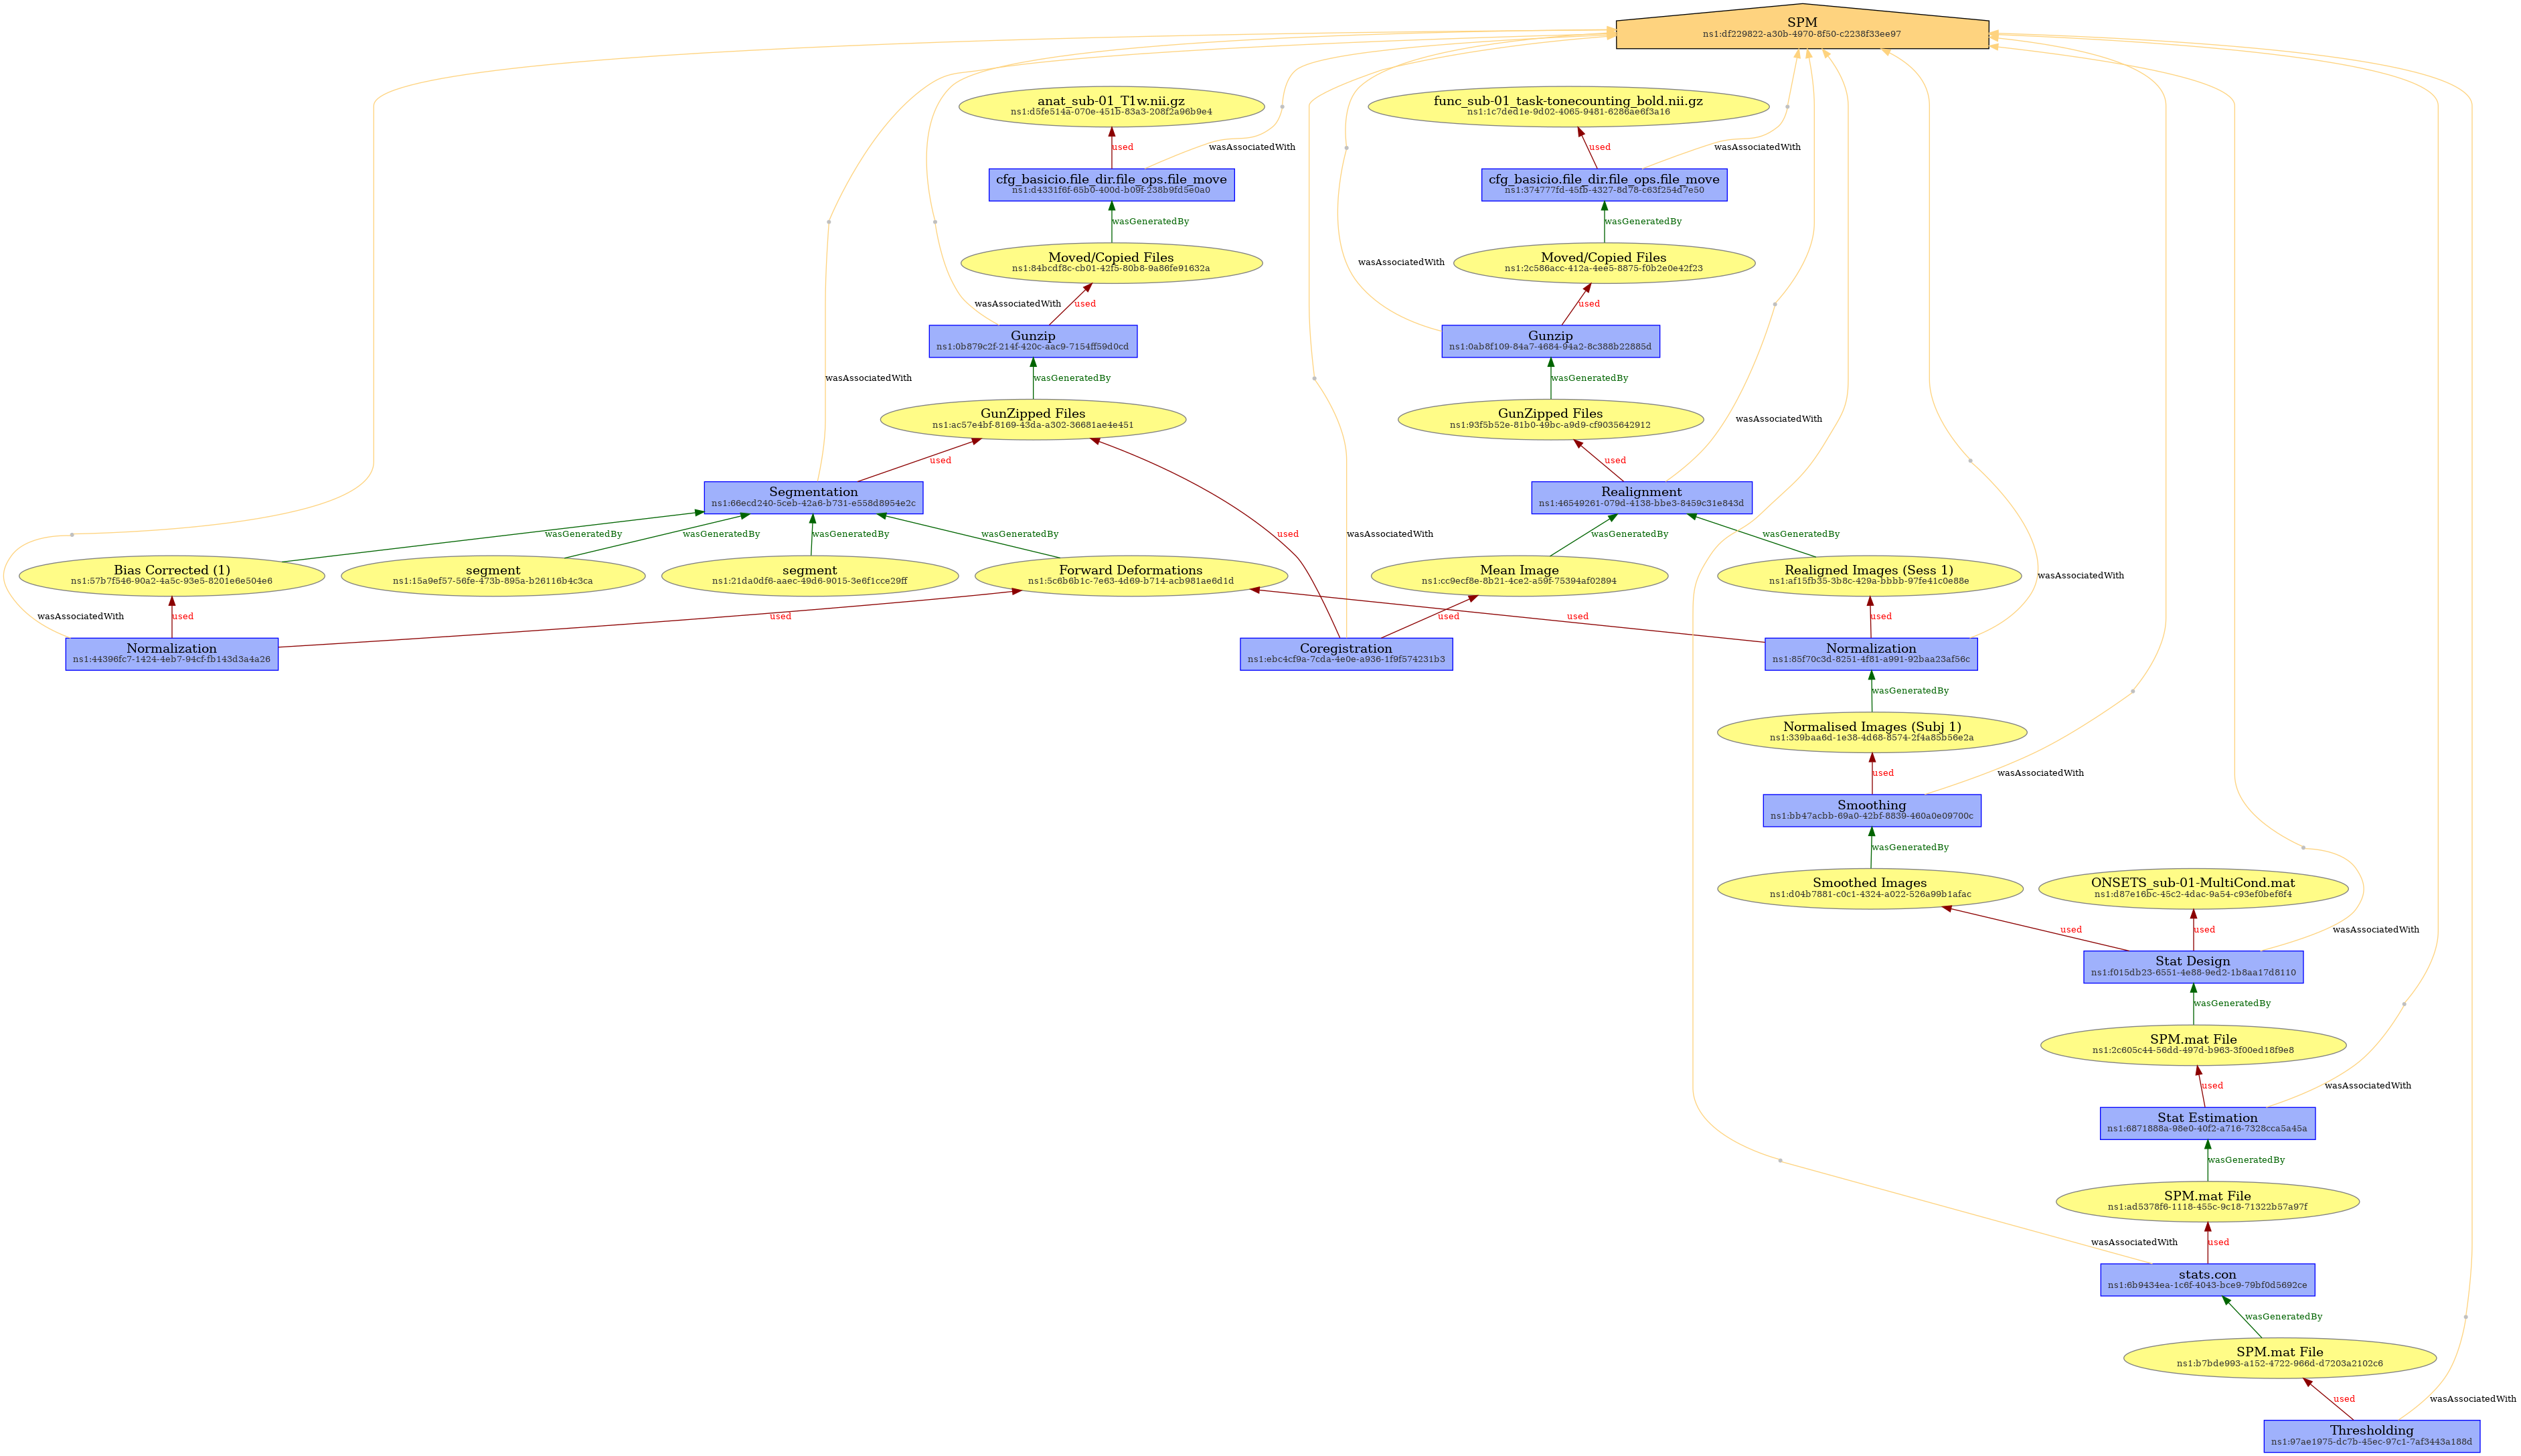 SPM
ns1:df229822-a30b-4970-8f50-c2238f33ee97
anat_sub-01_T1w.nii.gz
ns1:d5fe514a-070e-451b-83a3-208f2a96b9e4
func_sub-01_task-tonecounting_bold.nii.gz
ns1:1c7ded1e-9d02-4065-9481-6286ae6f3a16
used
wasAssociatedWith
used
wasAssociatedWith
cfg_basicio.file_dir.file_ops.file_move
ns1:d4331f6f-65b0-400d-b09f-238b9fd5e0a0
cfg_basicio.file_dir.file_ops.file_move
ns1:374777fd-45fb-4327-8d78-c63f254d7e50
wasGeneratedBy
wasGeneratedBy
Moved/Copied Files
ns1:84bcdf8c-cb01-42f5-80b8-9a86fe91632a
Moved/Copied Files
ns1:2c586acc-412a-4ee5-8875-f0b2e0e42f23
wasAssociatedWith
wasAssociatedWith
used
used
Gunzip
ns1:0b879c2f-214f-420c-aac9-7154ff59d0cd
Gunzip
ns1:0ab8f109-84a7-4684-94a2-8c388b22885d
wasAssociatedWith
wasGeneratedBy
wasGeneratedBy
GunZipped Files
ns1:ac57e4bf-8169-43da-a302-36681ae4e451
GunZipped Files
ns1:93f5b52e-81b0-49bc-a9d9-cf9035642912
wasAssociatedWith
used
used
Segmentation
ns1:66ecd240-5ceb-42a6-b731-e558d8954e2c
Realignment
ns1:46549261-079d-4138-bbe3-8459c31e843d
wasGeneratedBy
wasGeneratedBy
wasGeneratedBy
wasGeneratedBy
used
wasAssociatedWith
wasGeneratedBy
wasGeneratedBy
Bias Corrected (1)
ns1:57b7f546-90a2-4a5c-93e5-8201e6e504e6
segment
ns1:15a9ef57-56fe-473b-895a-b26116b4c3ca
segment
ns1:21da0df6-aaec-49d6-9015-3e6f1cce29ff
Forward Deformations
ns1:5c6b6b1c-7e63-4d69-b714-acb981ae6d1d
Mean Image
ns1:cc9ecf8e-8b21-4ce2-a59f-75394af02894
Realigned Images (Sess 1)
ns1:af15fb35-3b8c-429a-bbbb-97fe41c0e88e
wasAssociatedWith
wasAssociatedWith
used
used
used
used
used
Normalization
ns1:44396fc7-1424-4eb7-94cf-fb143d3a4a26
Coregistration
ns1:ebc4cf9a-7cda-4e0e-a936-1f9f574231b3
Normalization
ns1:85f70c3d-8251-4f81-a991-92baa23af56c
wasGeneratedBy
Normalised Images (Subj 1)
ns1:339baa6d-1e38-4d68-8574-2f4a85b56e2a
used
wasAssociatedWith
Smoothing
ns1:bb47acbb-69a0-42bf-8839-460a0e09700c
wasGeneratedBy
Smoothed Images
ns1:d04b7881-c0c1-4324-a022-526a99b1afac
ONSETS_sub-01-MultiCond.mat
ns1:d87e16bc-45c2-4dac-9a54-c93ef0bef6f4
used
used
wasAssociatedWith
Stat Design
ns1:f015db23-6551-4e88-9ed2-1b8aa17d8110
wasGeneratedBy
SPM.mat File
ns1:2c605c44-56dd-497d-b963-3f00ed18f9e8
used
wasAssociatedWith
Stat Estimation
ns1:6871888a-98e0-40f2-a716-7328cca5a45a
wasGeneratedBy
SPM.mat File
ns1:ad5378f6-1118-455c-9c18-71322b57a97f
wasAssociatedWith
used
stats.con
ns1:6b9434ea-1c6f-4043-bce9-79bf0d5692ce
wasGeneratedBy
SPM.mat File
ns1:b7bde993-a152-4722-966d-d7203a2102c6
used
wasAssociatedWith
Thresholding
ns1:97ae1975-dc7b-45ec-97c1-7af3443a188d